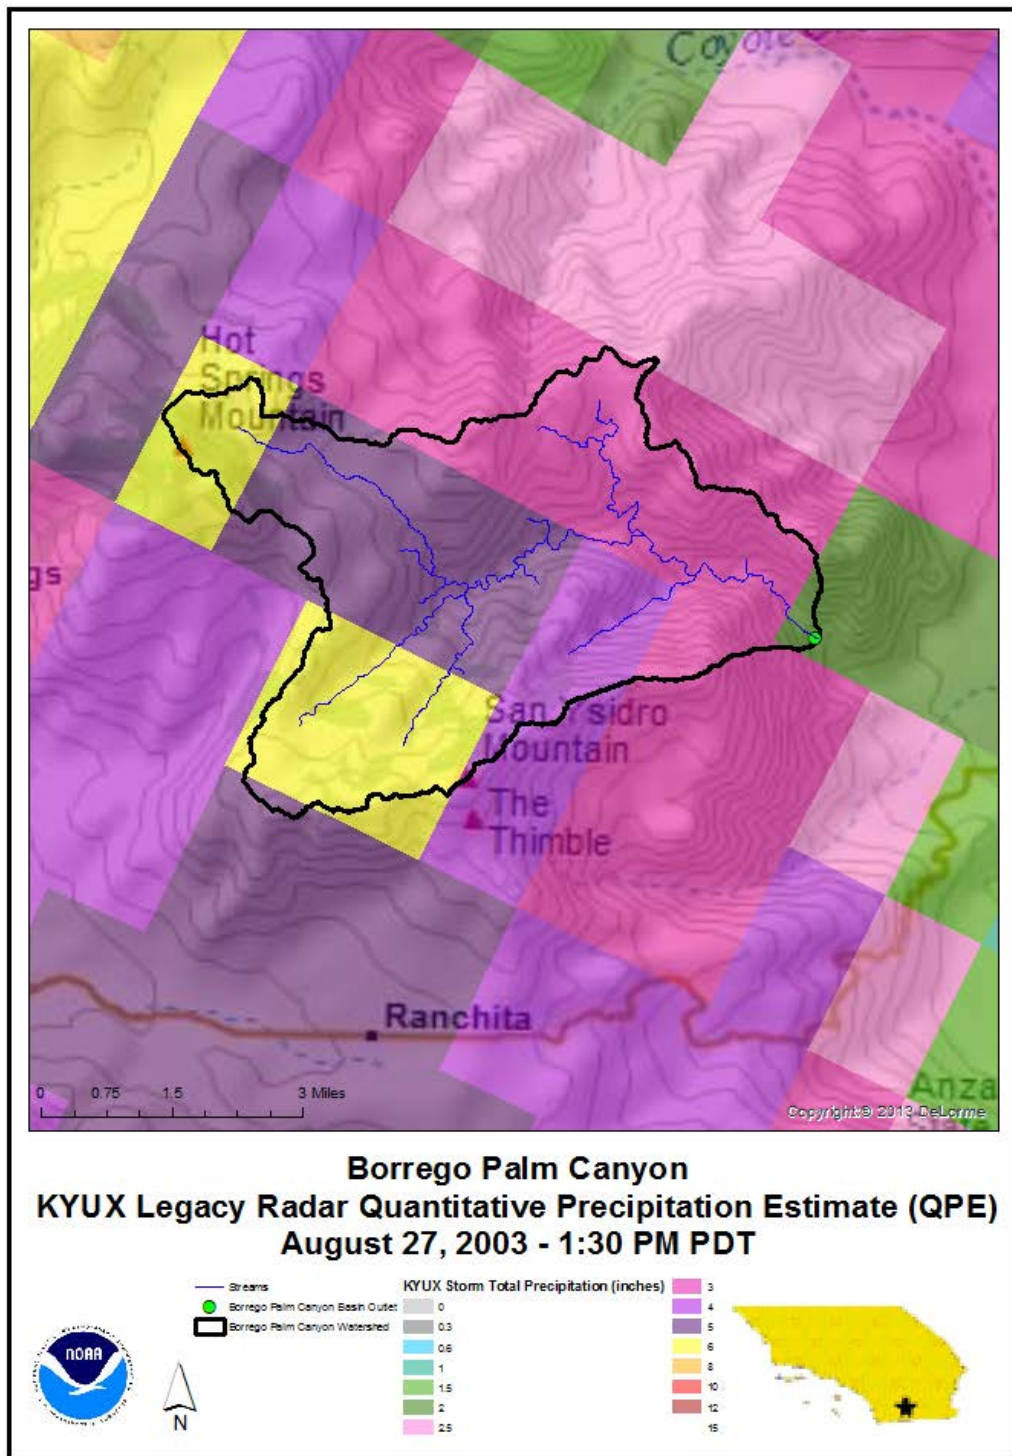 Coyote
Hot
Springs
Mountain
gs
San Ysidro
Mountain
The
Thimble
Ranchita
0 0.75 1.5 3 Miles
Anza
State
Copyright:© 2013 DeLorme
Borrego Palm Canyon
KYUX Legacy Radar Quantitative Precipitation Estimate (QPE)
August 27, 2003 - 1:30 PM PDT
Streams
Borrego Palm Canyon Basin Outlet
Borrego Palm Canyon Watershed
KYUX Storm Total Precipitation (inches)
0
0.3
0.6
1
1.5
2
2.5
3
4
5
6
8
10
12
15
NOAA
N